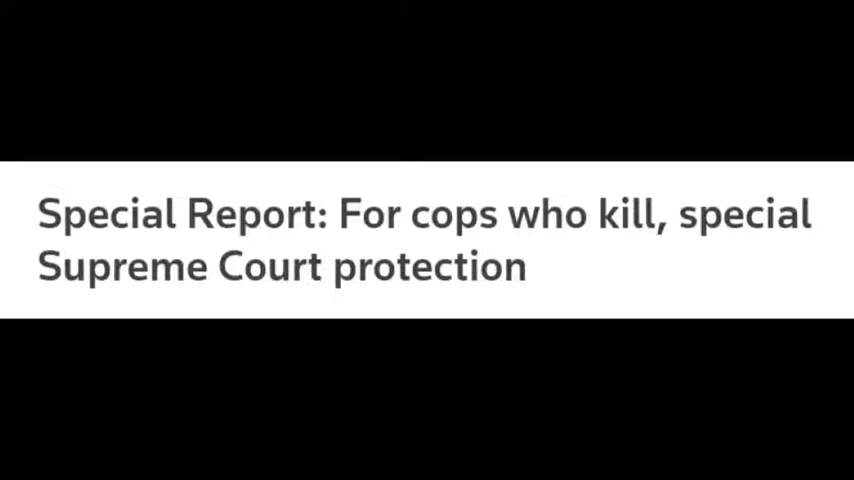 Special Report: For cops who kill, special
Supreme Court protection